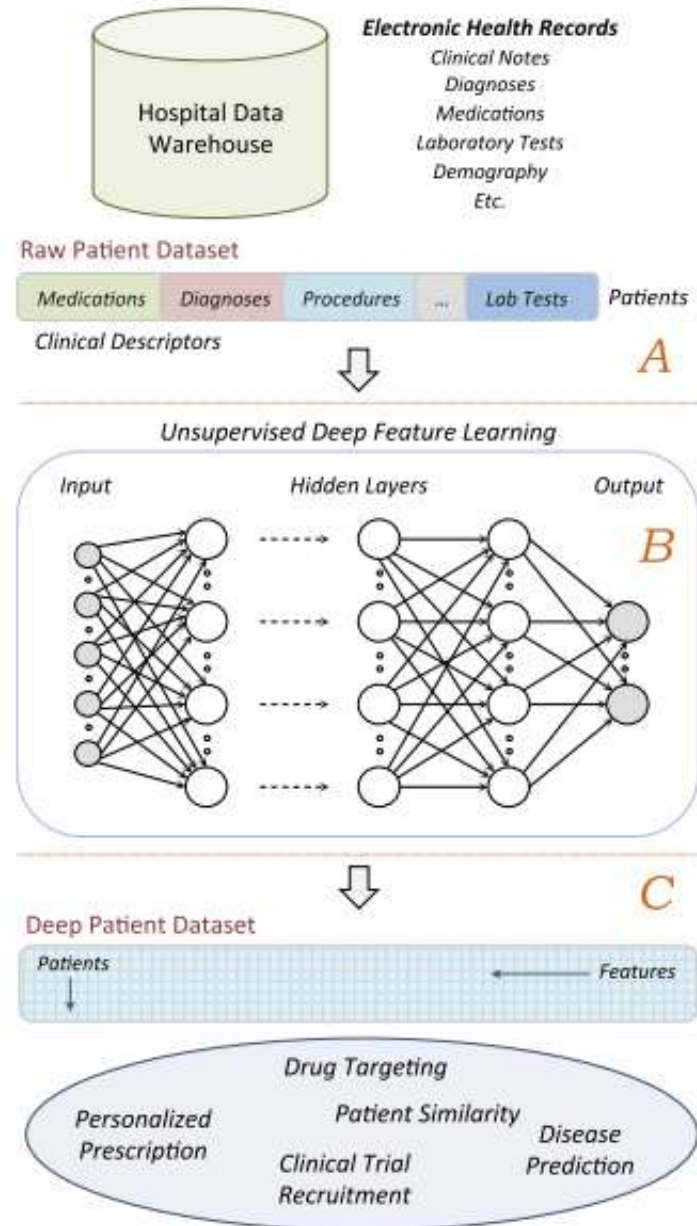 Electronic Health Records
Clinical Notes
Diagnoses
Medications
Laboratory Tests
Demography
Etc.
Hospital Data
Warehouse
Raw Patient Dataset
Medications Diagnoses Procedures ... Lab Tests Patients
Clinical Descriptors
A
Unsupervised Deep Feature Learning
Input Hidden Layers Output
B
C
Deep Patient Dataset
Patients Features
Drug Targeting
Personalized
Prescription
Patient Similarity
Disease
Prediction
Clinical Trial
Recruitment